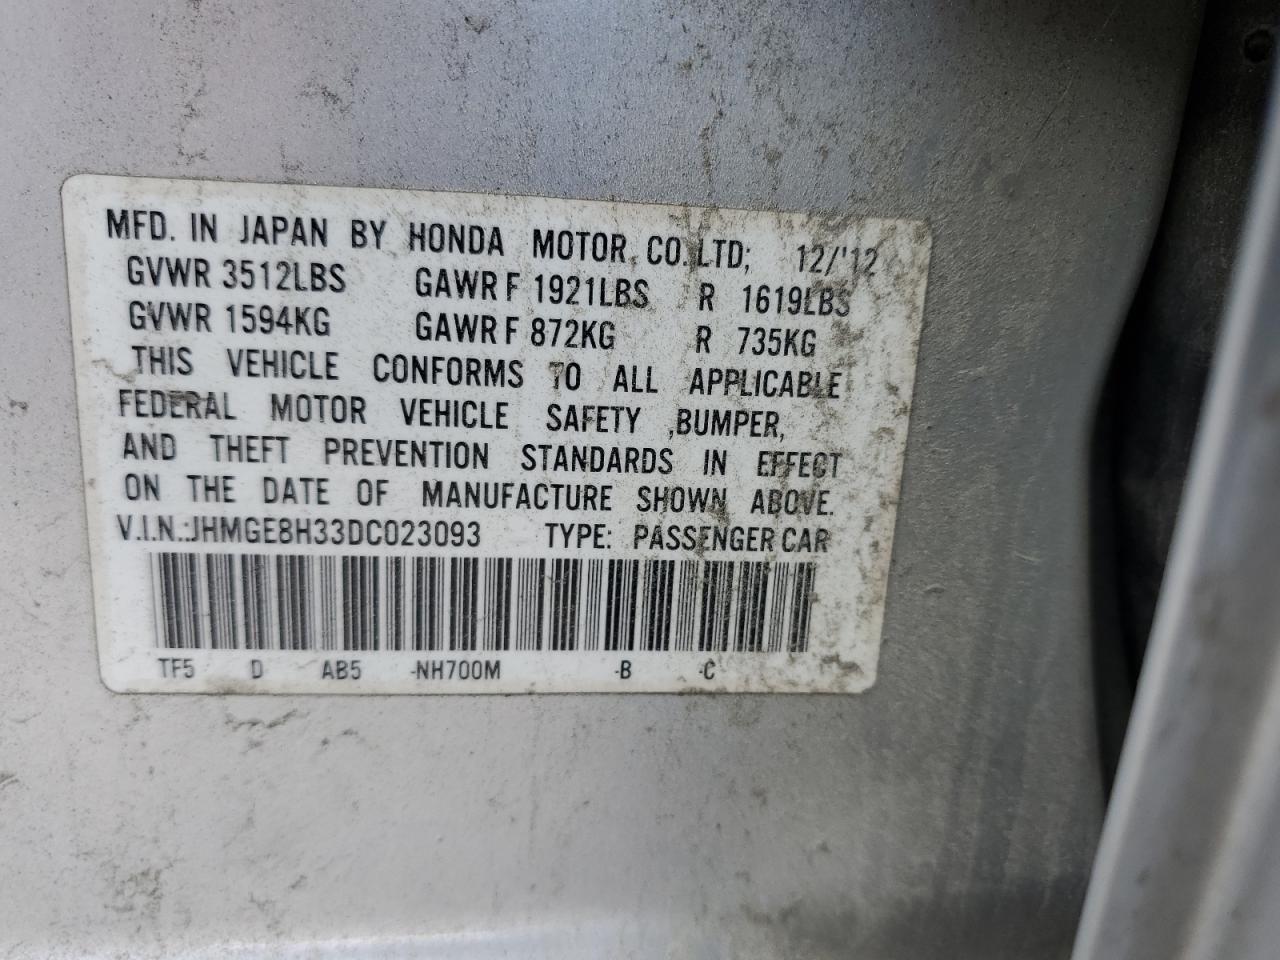 MFD. IN JAPAN BY HONDA MOTOR CO. LTD; 12/'12
GVWR 3512LBS GAWR F 1921LBS R 1619LBS
GVWR 1594KG GAWR F 872KG R 735KG
THIS VEHICLE CONFORMS TO ALL APPLICABLE
FEDERAL MOTOR VEHICLE SAFETY ,BUMPER,
AND THEFT PREVENTION STANDARDS IN EFFECT
ON THE DATE OF MANUFACTURE SHOWN ABOVE.
V.I.N.:JHMGE8H33DC023093 TYPE: PASSENGER CAR
TF5 D AB5 -NH700M -B -C